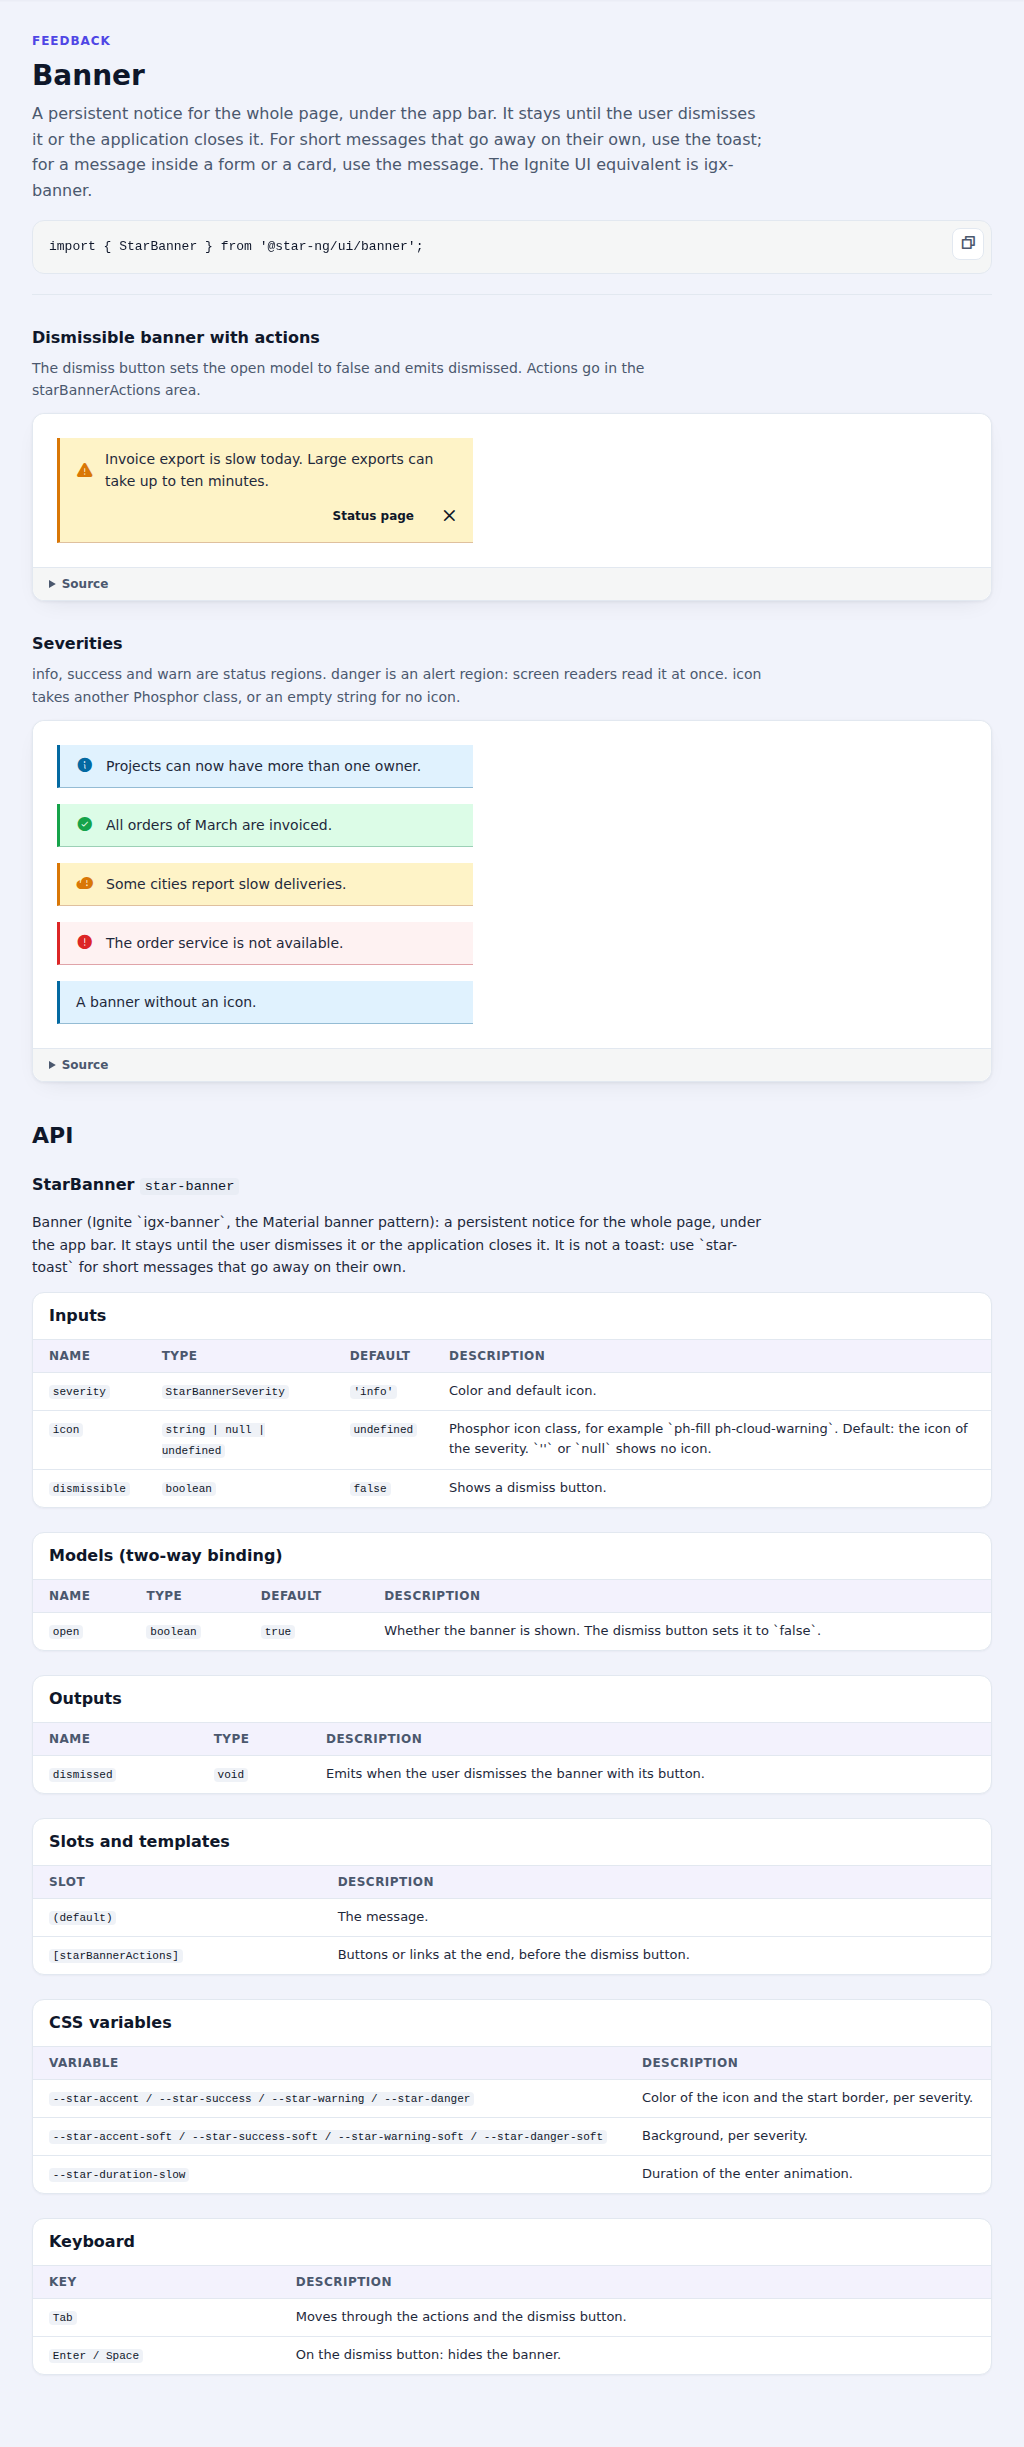 FEEDBACK
Banner
A persistent notice for the whole page, under the app bar. It stays until the user dismisses
it or the application closes it. For short messages that go away on their own, use the toast;
for a message inside a form or a card, use the message. The Ignite UI equivalent is igx-
banner.
import { StarBanner } from '@star-ng/ui/banner';
Dismissible banner with actions
The dismiss button sets the open model to false and emits dismissed. Actions go in the
starBannerActions area.
Invoice export is slow today. Large exports can
take up to ten minutes.
Status page
Source
Severities
info, success and warn are status regions. danger is an alert region: screen readers read it at once. icon
takes another Phosphor class, or an empty string for no icon.
Projects can now have more than one owner.
All orders of March are invoiced.
Some cities report slow deliveries.
The order service is not available.
A banner without an icon.
Source
API
StarBanner star-banner
Banner (Ignite `igx-banner`, the Material banner pattern): a persistent notice for the whole page, under
the app bar. It stays until the user dismisses it or the application closes it. It is not a toast: use `star-
toast` for short messages that go away on their own.
Inputs
NAME TYPE DEFAULT DESCRIPTION
severity StarBannerSeverity 'info' Color and default icon.
icon string | null | undefined Phosphor icon class, for example `ph-fill ph-cloud-warning`. Default: the icon of
undefined the severity. `''` or `null` shows no icon.
dismissible boolean false Shows a dismiss button.
Models (two-way binding)
NAME TYPE DEFAULT DESCRIPTION
open boolean true Whether the banner is shown. The dismiss button sets it to `false`.
Outputs
NAME TYPE DESCRIPTION
dismissed void Emits when the user dismisses the banner with its button.
Slots and templates
SLOT DESCRIPTION
(default) The message.
[starBannerActions] Buttons or links at the end, before the dismiss button.
CSS variables
VARIABLE DESCRIPTION
--star-accent / --star-success / --star-warning / --star-danger Color of the icon and the start border, per severity.
--star-accent-soft / --star-success-soft / --star-warning-soft / --star-danger-soft Background, per severity.
--star-duration-slow Duration of the enter animation.
Keyboard
KEY DESCRIPTION
Tab Moves through the actions and the dismiss button.
Enter / Space On the dismiss button: hides the banner.